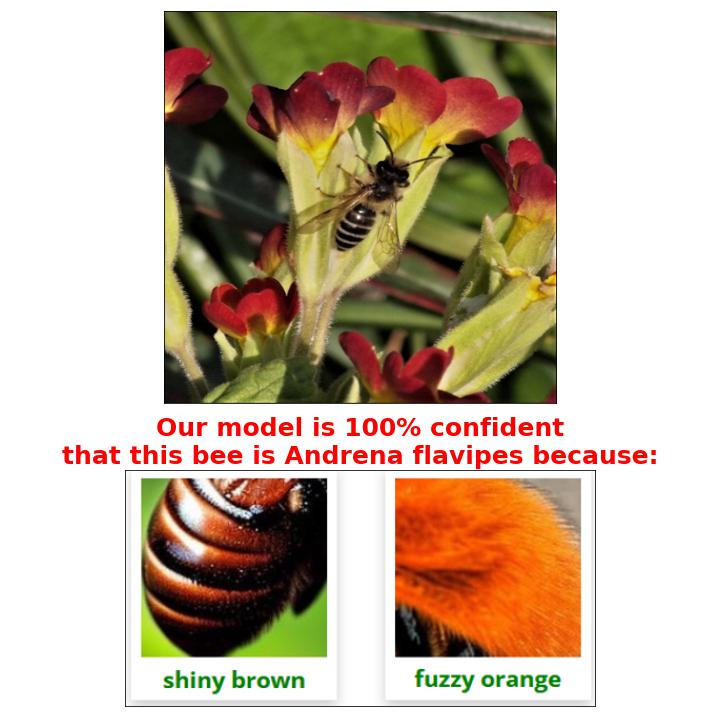 Our model is 100% confident
that this bee is Andrena flavipes because:
shiny brown
fuzzy orange